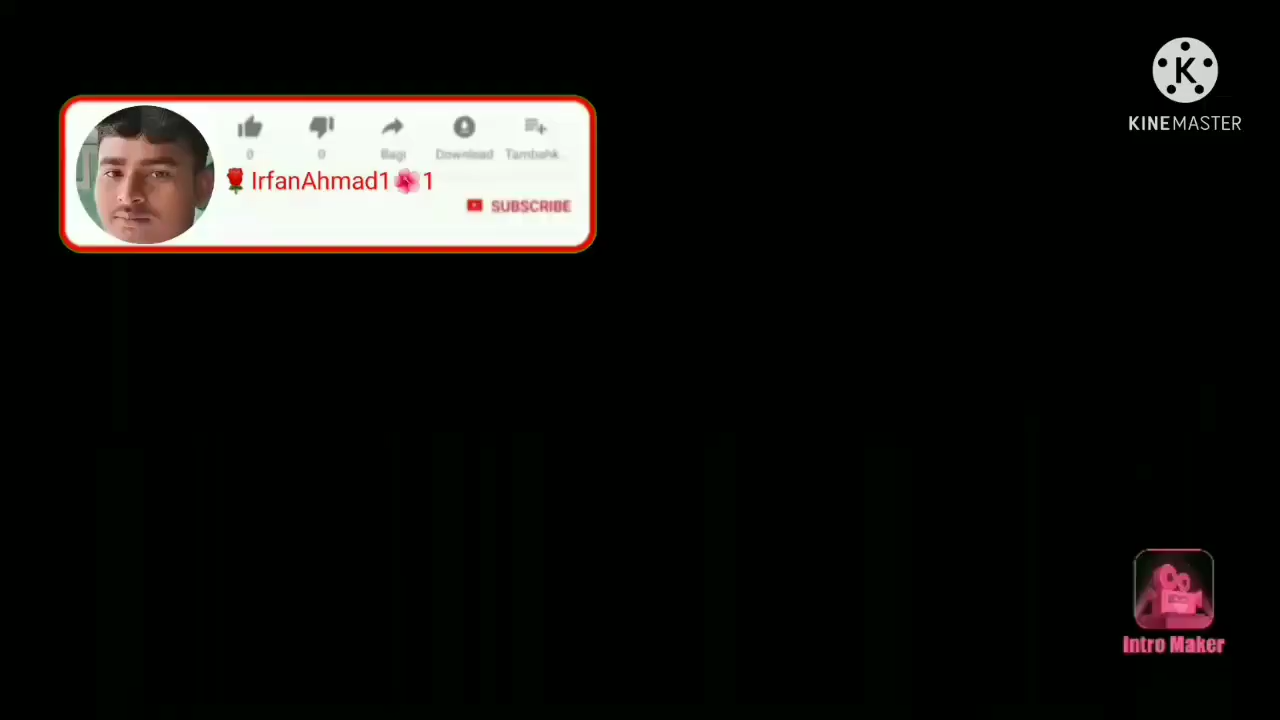 KINEMASTER
0 0 Bagi Download Tambahk
🌹IrfanAhmad1🌸1
SUBSCRIBE
Intro Maker